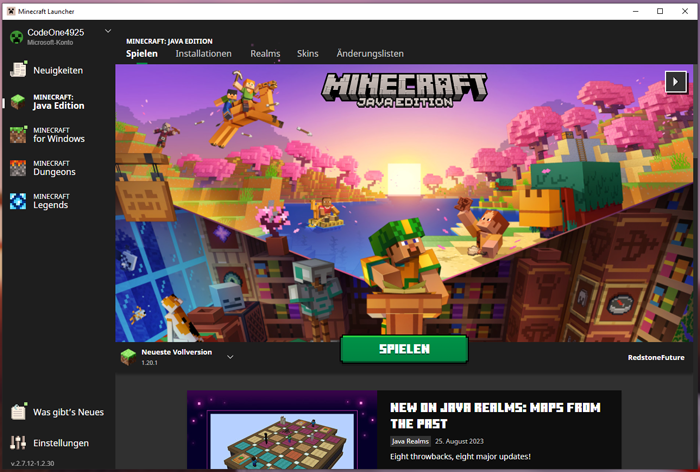 Minecraft Launcher
CodeOne4925
Microsoft-Konto
Neuigkeiten
MINECRAFT:
Java Edition
MINECRAFT
for Windows
MINECRAFT
Dungeons
MINECRAFT
Legends
Was gibt's Neues
Einstellungen
v.2.7.12-1.2.30
MINECRAFT: JAVA EDITION
Spielen Installationen Realms Skins Änderungslisten
MINECRAFT
JAVA EDITION
Neueste Vollversion
1.20.1
SPIELEN
RedstoneFuture
NEW ON JAVA REALMS: MAPS FROM
THE PAST
Java Realms 25. August 2023
Eight throwbacks, eight major updates!